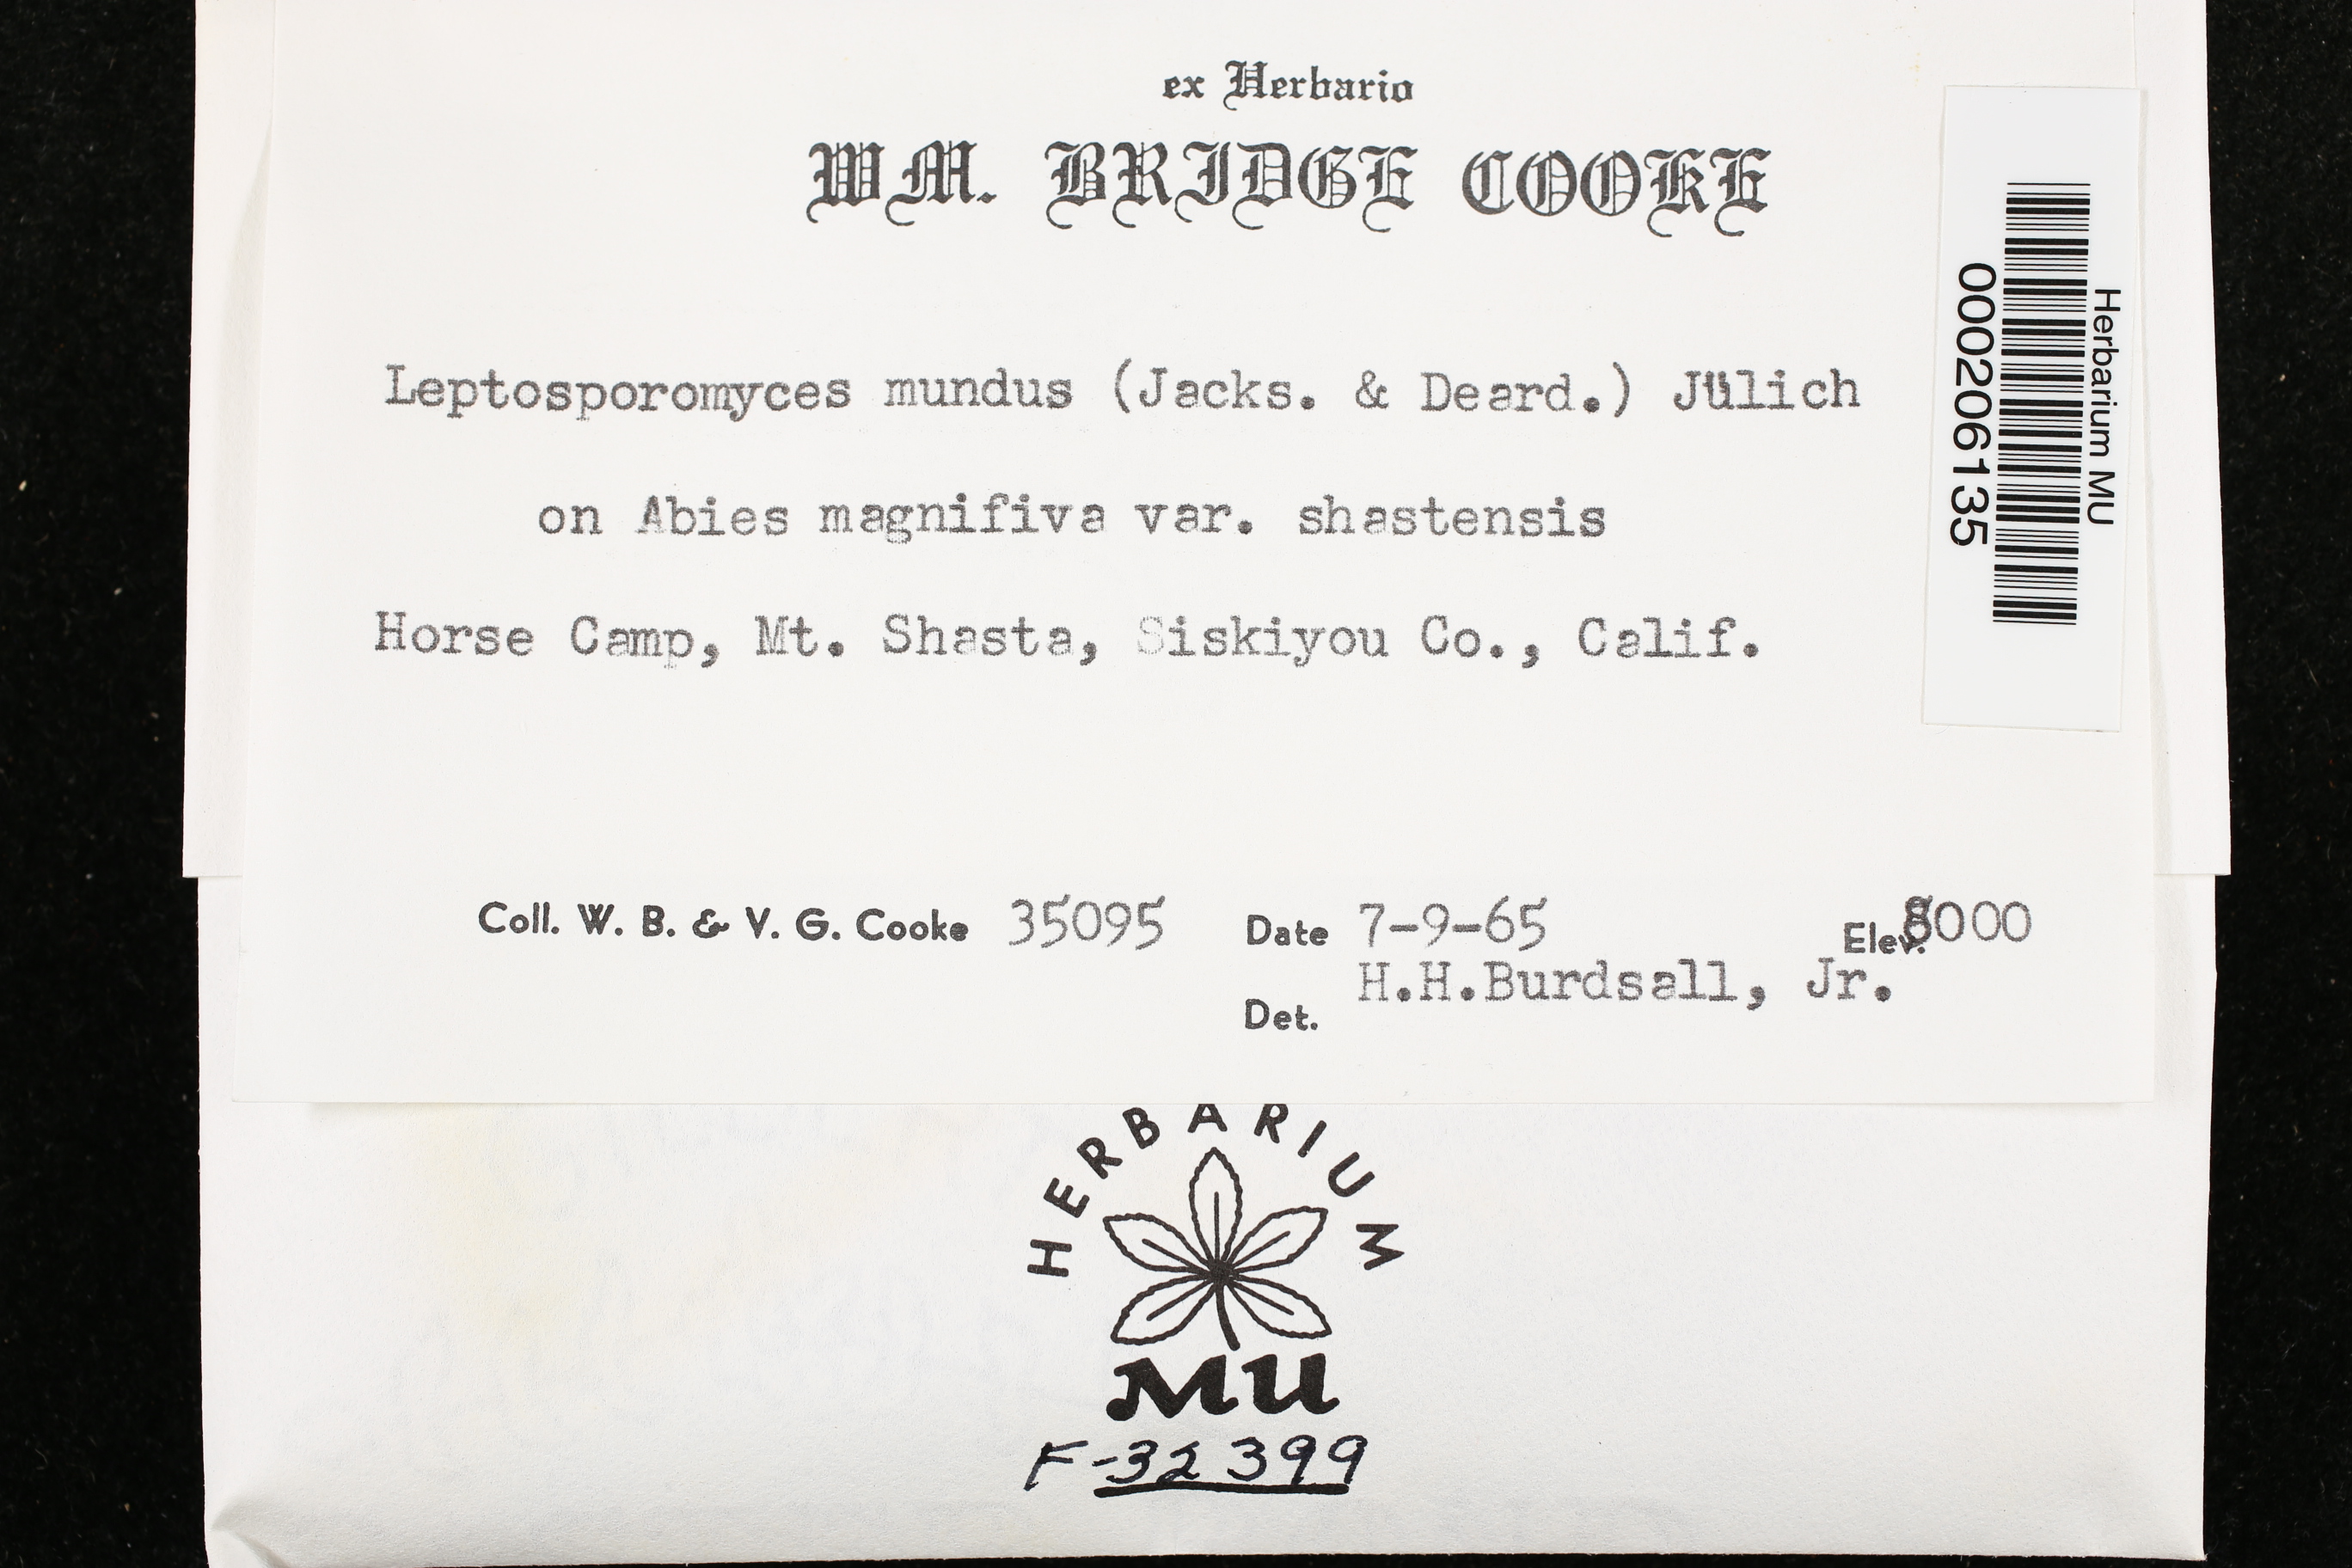 ex Herbario
WM. BRIDGE COOKE
Leptosporomyces mundus (Jacks. & Deard.) Jülich
on Abies magnifiva var. shastensis
Horse Camp, Mt. Shasta, Siskiyou Co., Calif.
Coll. W. B. & V. G. Cooke 35095 Date 7-9-65 Elev. 8000
Det. H.H.Burdsall, Jr.
Herbarium MU
000206135
HERBARIUM
MU
F-32399